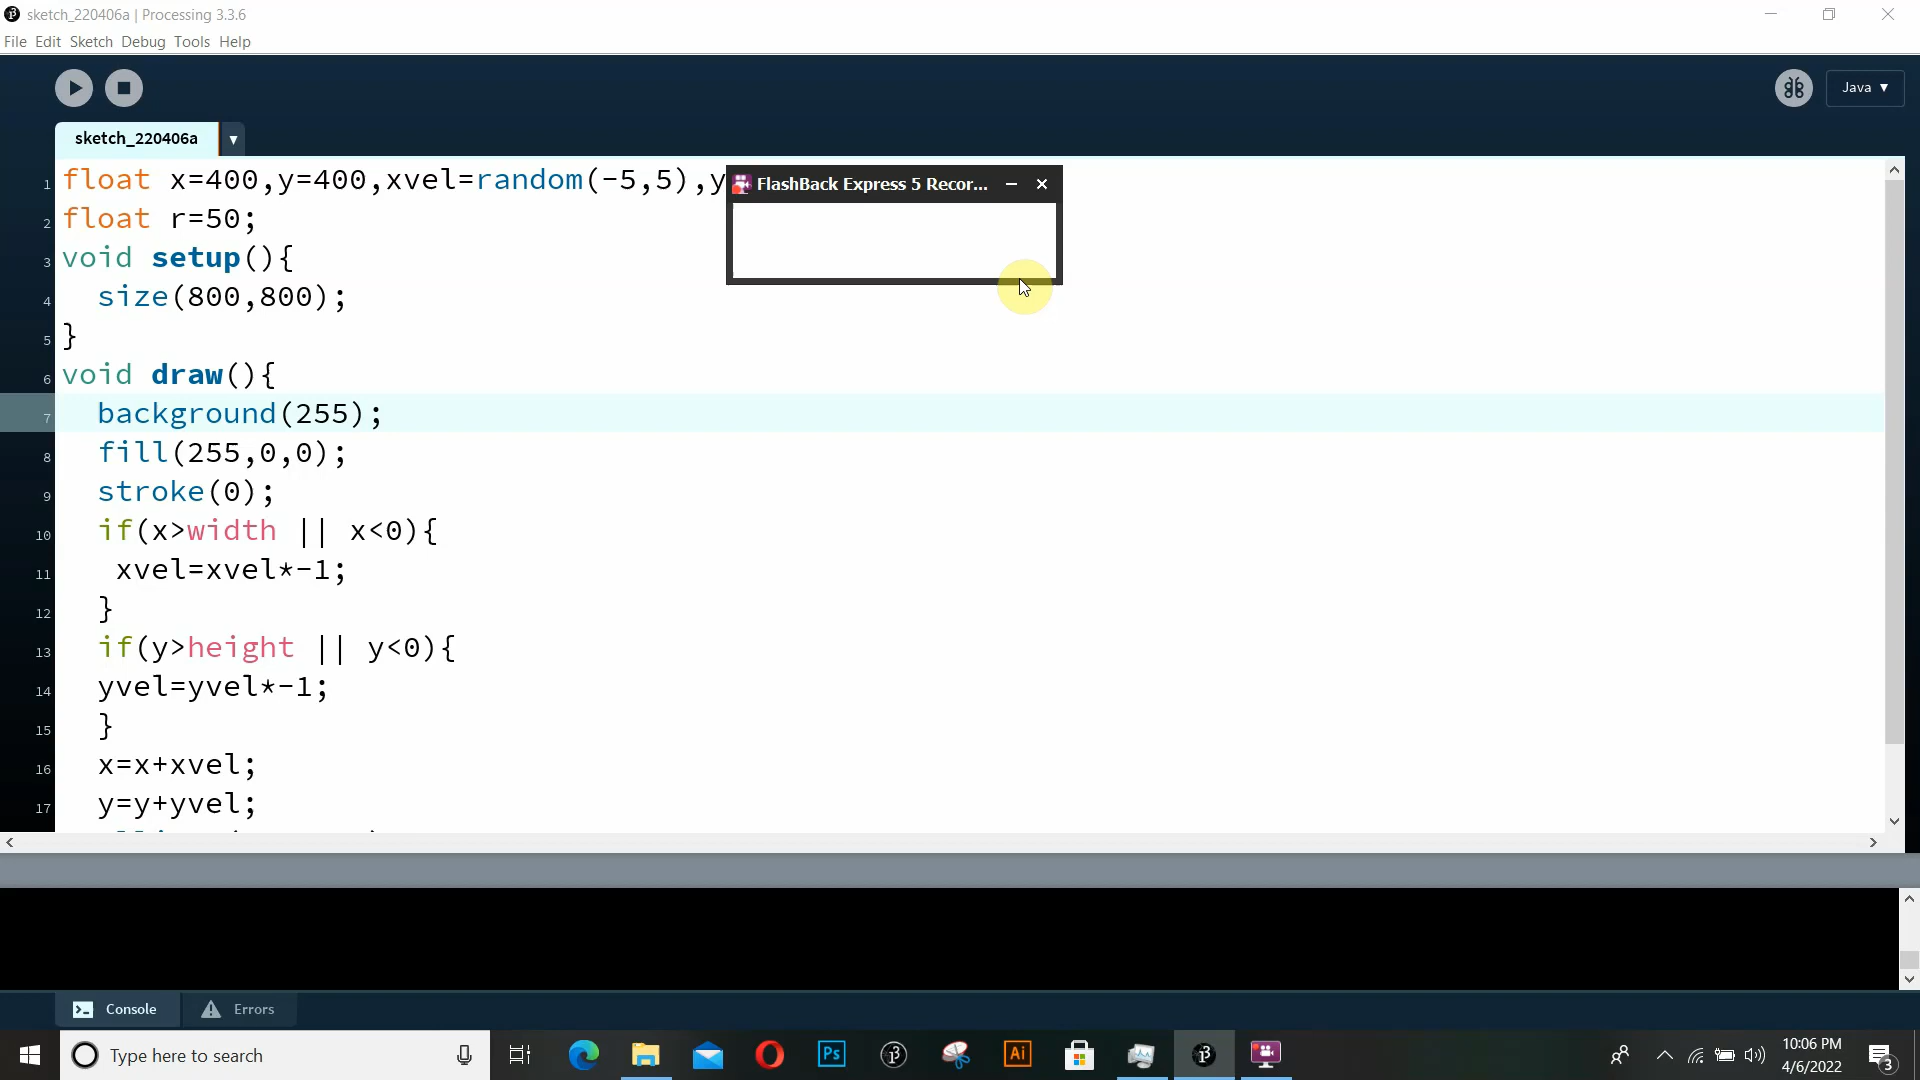 sketch_220406a | Processing 3.3.6
File Edit Sketch Debug Tools Help
Java ▼
sketch_220406a ▼
1 float x=400,y=400,xvel=random(-5,5),y
FlashBack Express 5 Recor...
2 float r=50;
3 void setup(){
4 size(800,800);
5 }
6 void draw(){
7 background(255);
8 fill(255,0,0);
9 stroke(0);
10 if(x>width || x<0){
11 xvel=xvel*-1;
12 }
13 if(y>height || y<0){
14 yvel=yvel*-1;
15 }
16 x=x+xvel;
17 y=y+yvel;
Console Errors
Type here to search
Ps
Ai
10:06 PM
4/6/2022
3